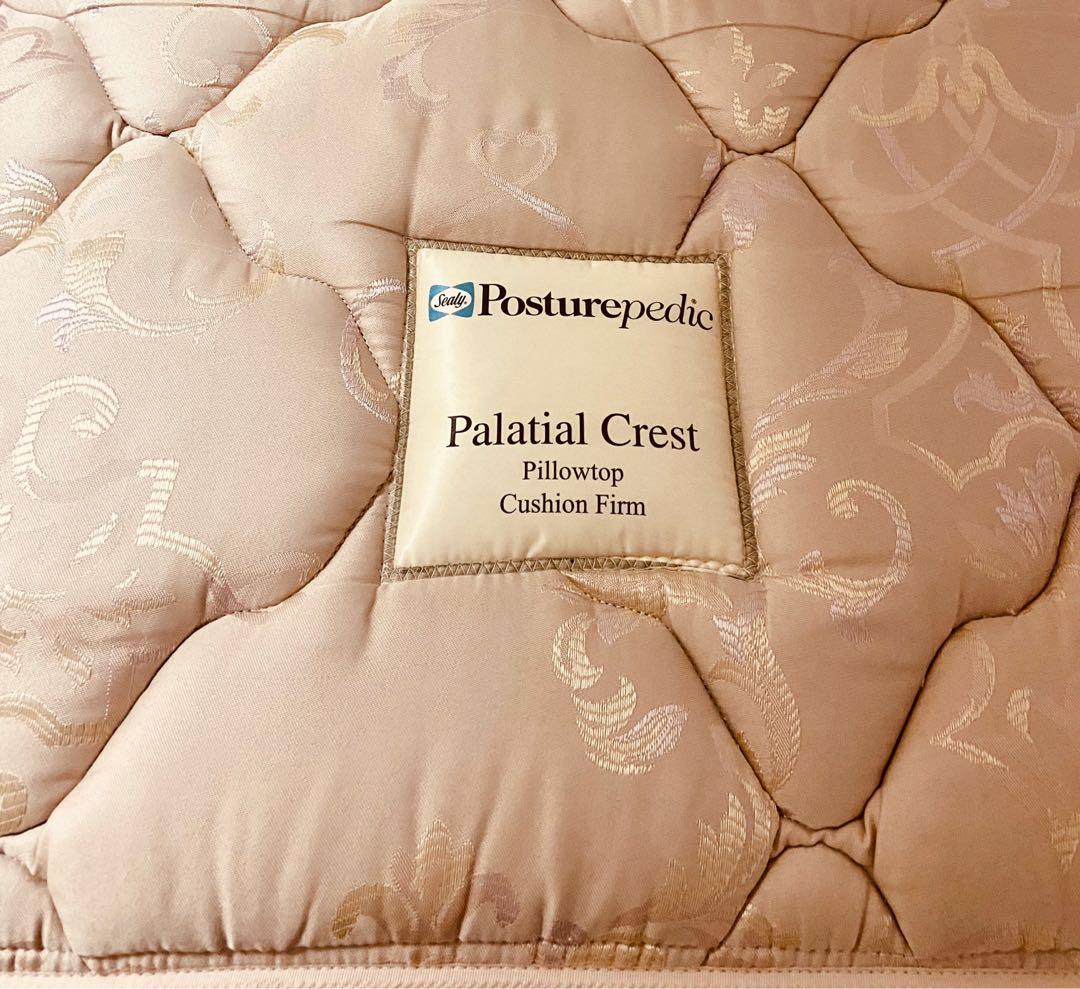 Sealy Posturepedic
Palatial Crest
Pillowtop
Cushion Firm